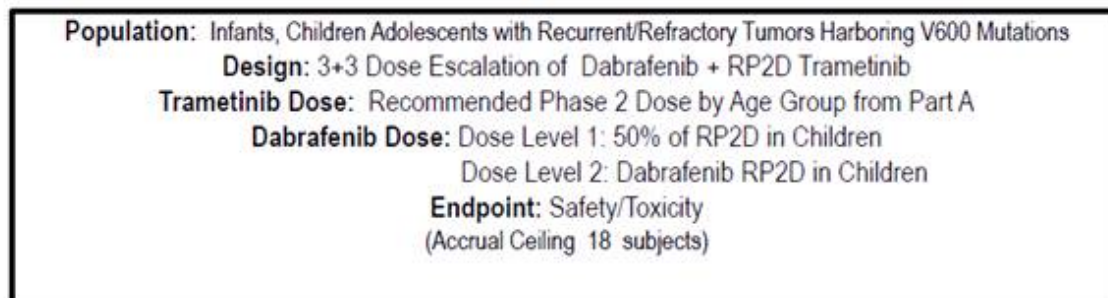 Population: Infants, Children Adolescents with Recurrent/Refractory Tumors Harboring V600 Mutations
Design: 3+3 Dose Escalation of Dabrafenib + RP2D Trametinib
Trametinib Dose: Recommended Phase 2 Dose by Age Group from Part A
Dabrafenib Dose: Dose Level 1: 50% of RP2D in Children
Dose Level 2: Dabrafenib RP2D in Children
Endpoint: Safety/Toxicity
(Accrual Ceiling 18 subjects)